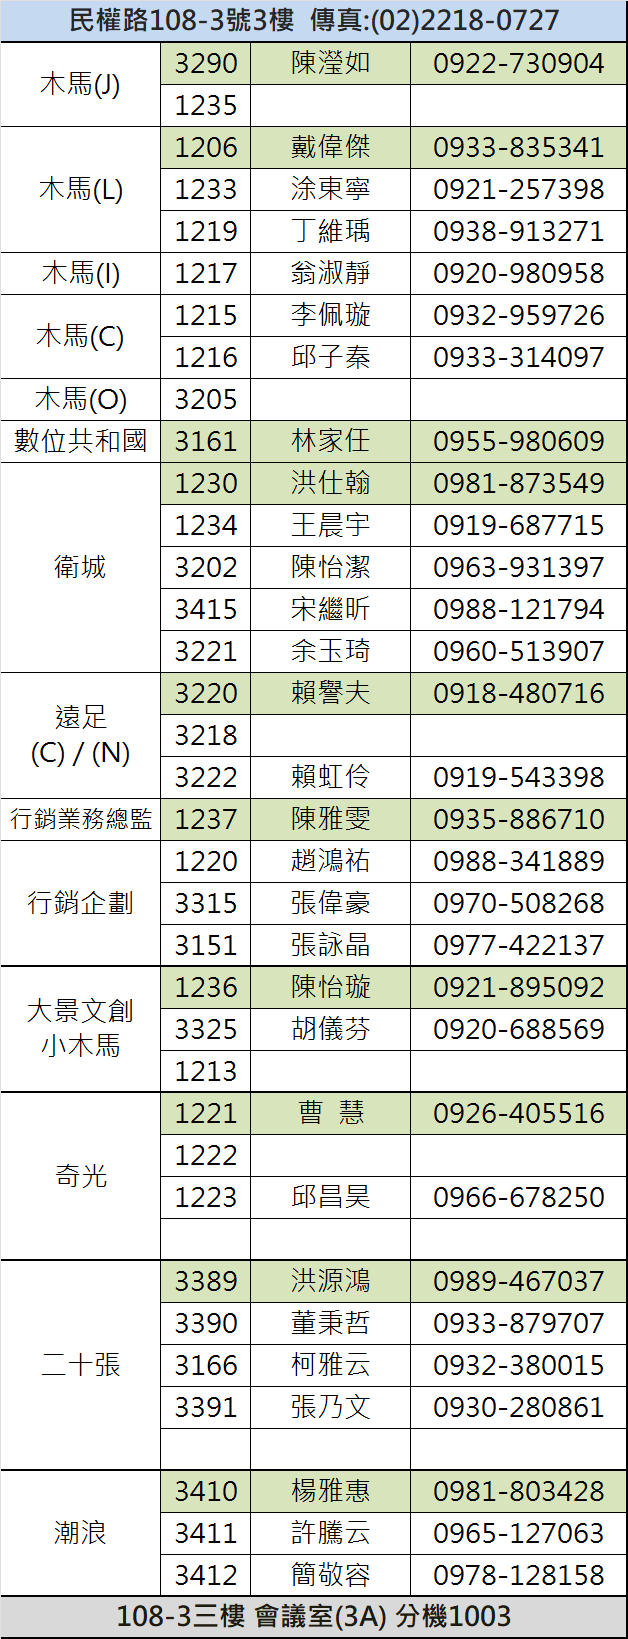 民權路108-3號3樓 傳真:(02)2218-0727
木馬(J)
3290 陳瀅如 0922-730904
1235
木馬(L)
1206 戴偉傑 0933-835341
1233 涂東寧 0921-257398
1219 丁維瑀 0938-913271
木馬(I) 1217 翁淑靜 0920-980958
木馬(C)
1215 李佩璇 0932-959726
1216 邱子秦 0933-314097
木馬(O) 3205
數位共和國 3161 林家任 0955-980609
衛城
1230 洪仕翰 0981-873549
1234 王晨宇 0919-687715
3202 陳怡潔 0963-931397
3415 宋繼昕 0988-121794
3221 余玉琦 0960-513907
遠足
(C) / (N)
3220 賴譽夫 0918-480716
3218
3222 賴虹伶 0919-543398
行銷業務總監 1237 陳雅雯 0935-886710
行銷企劃
1220 趙鴻祐 0988-341889
3315 張偉豪 0970-508268
3151 張詠晶 0977-422137
大景文創
小木馬
1236 陳怡璇 0921-895092
3325 胡儀芬 0920-688569
1213
奇光
1221 曹 慧 0926-405516
1222
1223 邱昌昊 0966-678250
二十張
3389 洪源鴻 0989-467037
3390 董秉哲 0933-879707
3166 柯雅云 0932-380015
3391 張乃文 0930-280861
潮浪
3410 楊雅惠 0981-803428
3411 許騰云 0965-127063
3412 簡敬容 0978-128158
108-3三樓 會議室(3A) 分機1003